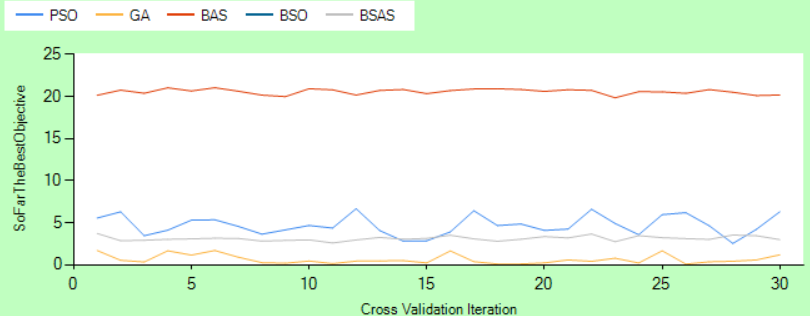 PSO GA BAS BSO BSAS
25
20
15
10
5
0
SoFarTheBestObjective
0 5 10 15 20 25 30
Cross Validation Iteration